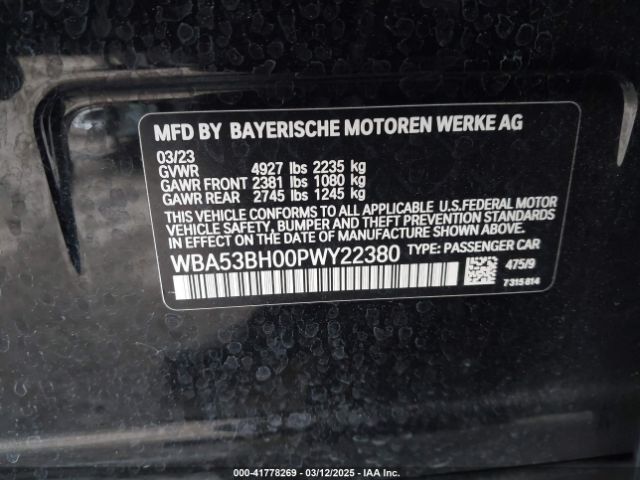 MFD BY BAYERISCHE MOTOREN WERKE AG
03/23
GVWR 4927 lbs 2235 kg
GAWR FRONT 2381 lbs 1080 kg
GAWR REAR 2745 lbs 1245 kg
THIS VEHICLE CONFORMS TO ALL APPLICABLE U.S.FEDERAL MOTOR
VEHICLE SAFETY, BUMPER AND THEFT PREVENTION STANDARDS
IN EFFECT ON THE DATE OF MANUFACTURE SHOWN ABOVE.
WBA53BH00PWY22380 TYPE: PASSENGER CAR
475/9
7315814
000-41778269 - 03/12/2025 - IAA Inc.